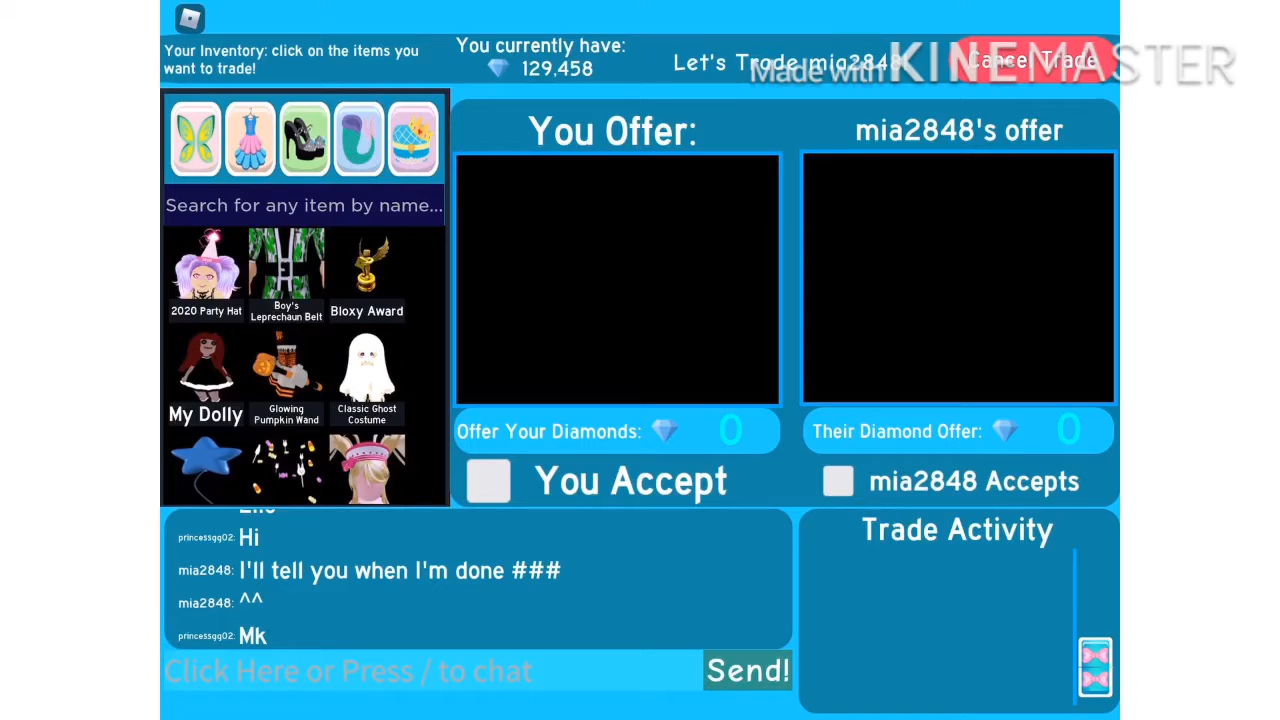 Your Inventory: click on the items you
want to trade!
You currently have:
129,458
Let's Trade mia2848
Cancel Trade
Made with KINEMASTER
You Offer:
mia2848's offer
Search for any item by name...
2020 Party Hat
Boy's
Leprechaun Belt
Bloxy Award
My Dolly
Glowing
Pumpkin Wand
Classic Ghost
Costume
Offer Your Diamonds: 0
Their Diamond Offer: 0
You Accept
mia2848 Accepts
princessgg02: Hi
mia2848: I'll tell you when I'm done ###
mia2848: ^^
princessgg02: Mk
Trade Activity
Click Here or Press / to chat
Send!